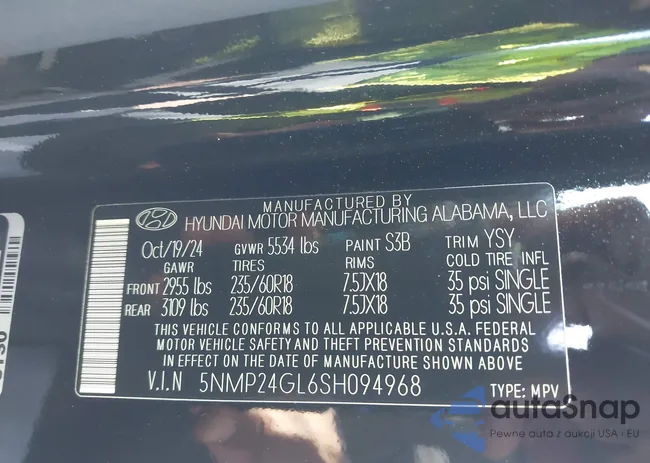 MANUFACTURED BY
HYUNDAI MOTOR MANUFACTURING ALABAMA, LLC
Oct/19/24 GVWR 5534 lbs PAINT S3B TRIM YSY
GAWR TIRES RIMS COLD TIRE INFL
FRONT 2955 lbs 235/60R18 7.5JX18 35 psi SINGLE
REAR 3109 lbs 235/60R18 7.5JX18 35 psi SINGLE
THIS VEHICLE CONFORMS TO ALL APPLICABLE U.S.A. FEDERAL
MOTOR VEHICLE SAFETY AND THEFT PREVENTION STANDARDS
IN EFFECT ON THE DATE OF MANUFACTURE SHOWN ABOVE
V.I.N 5NMP24GL6SH094968 TYPE: MPV
autoSnap
Pewne auta z aukcji USA i EU